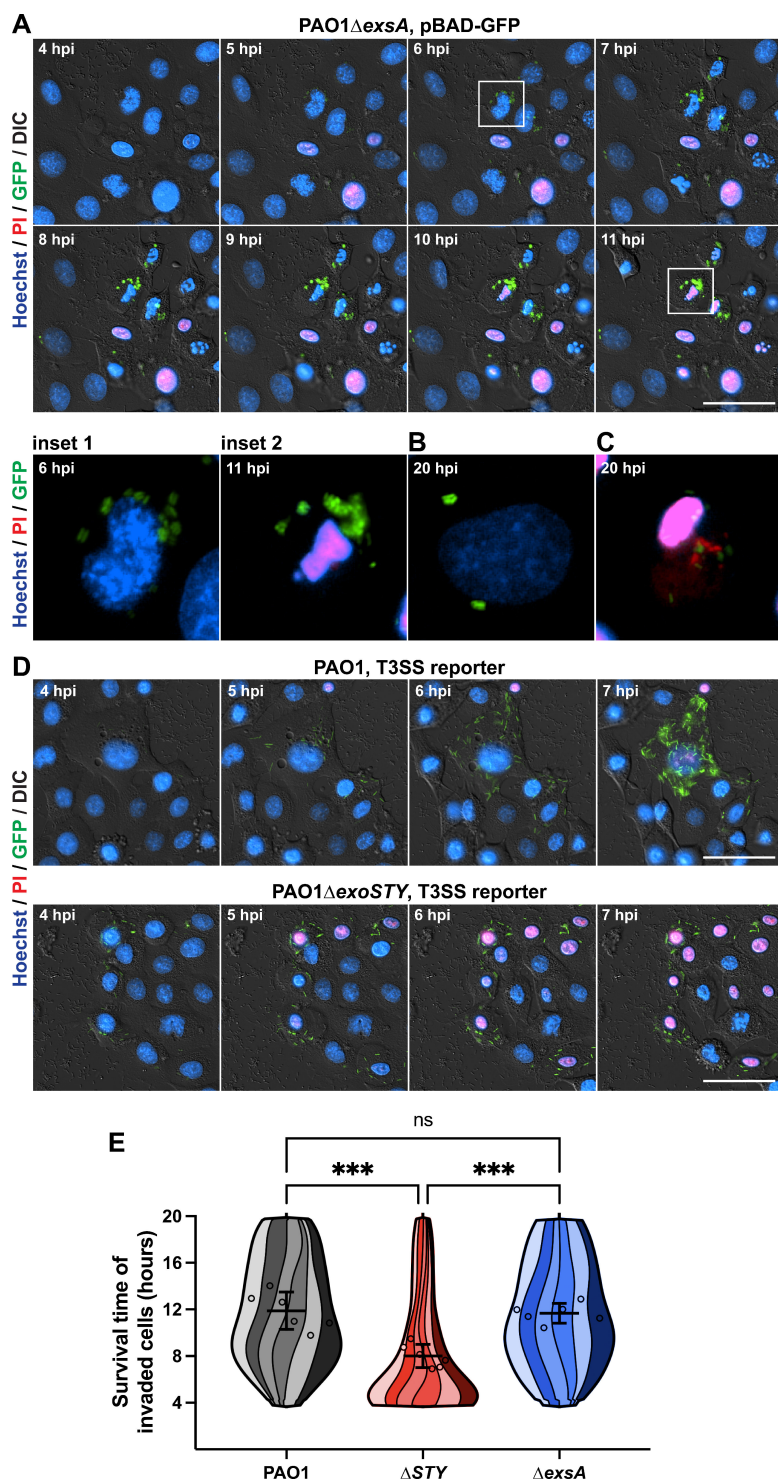 A
PAO1ΔexsA, pBAD-GFP
Hoechst / PI / GFP / DIC
4 hpi
5 hpi
6 hpi
7 hpi
8 hpi
9 hpi
10 hpi
11 hpi
Hoechst / PI / GFP
inset 1
inset 2
B
C
6 hpi
11 hpi
20 hpi
20 hpi
D
PAO1, T3SS reporter
Hoechst / PI / GFP / DIC
4 hpi
5 hpi
6 hpi
7 hpi
PAO1ΔexoSTY, T3SS reporter
4 hpi
5 hpi
6 hpi
7 hpi
E
ns
***
***
Survival time of
invaded cells (hours)
20
16
12
8
4
PAO1
ΔSTY
ΔexsA